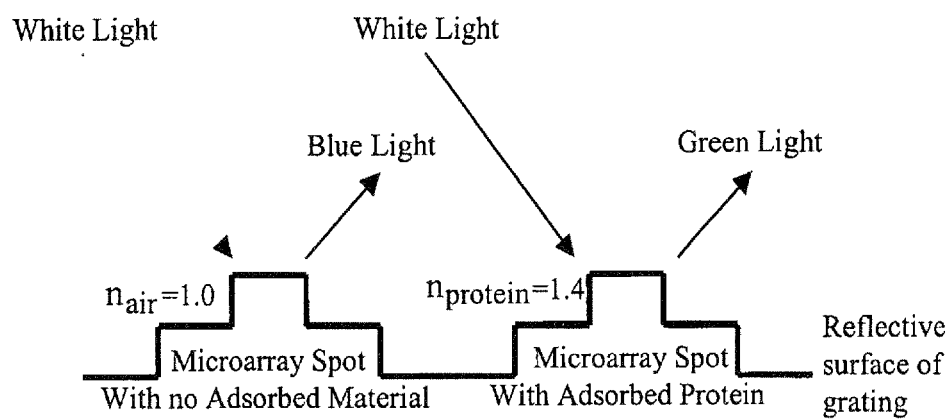 White Light
White Light
Blue Light
Green Light
n_air=1.0
n_protein=1.4
Microarray Spot
With no Adsorbed Material
Microarray Spot
With Adsorbed Protein
Reflective
surface of
grating